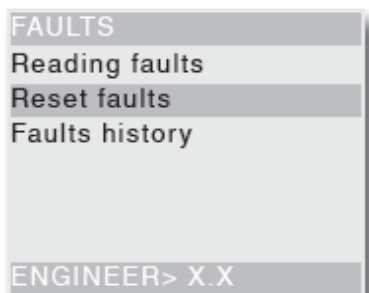 FAULTS
Reading faults
Reset faults
Faults history
ENGINEER> X.X